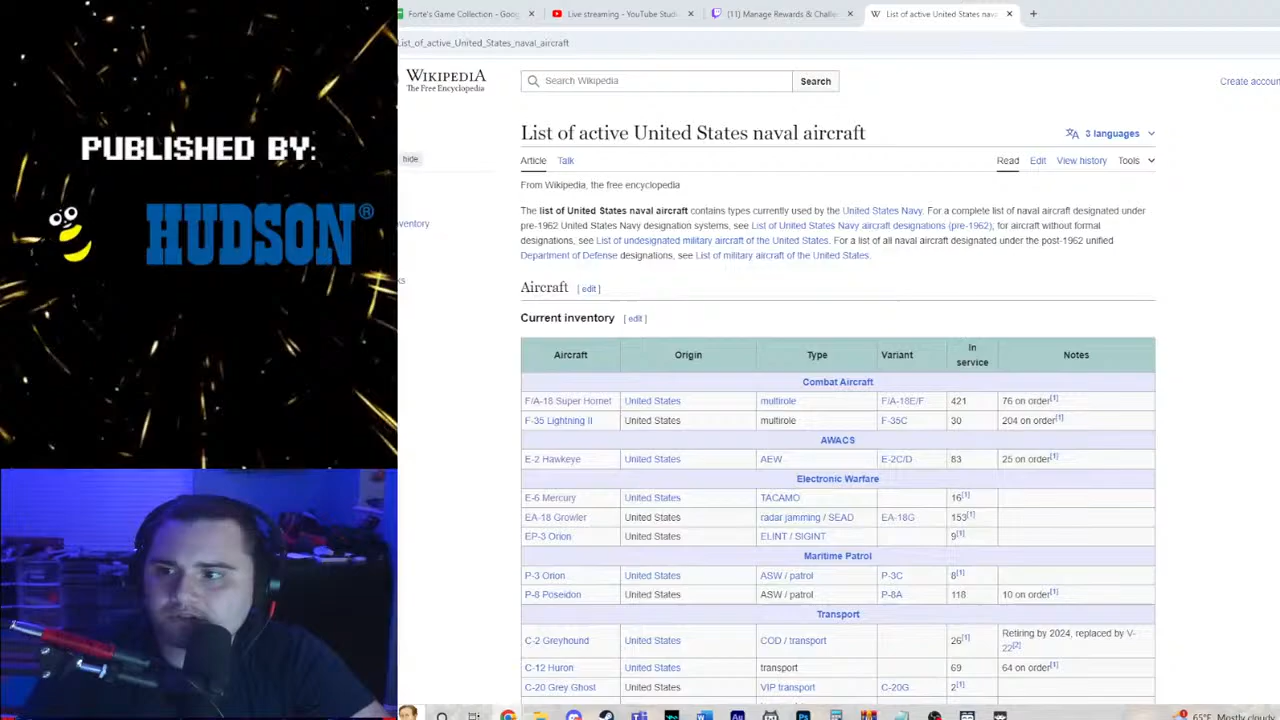 Forte's Game Collection - Goog
Live streaming - YouTube Stud
(11) Manage Rewards & Challe
List of active United States nav
List_of_active_United_States_naval_aircraft
WIKIPEDIA
The Free Encyclopedia
Search Wikipedia
Search
Create accoun
PUBLISHED BY:
HUDSON®
hide
List of active United States naval aircraft
3 languages
Article Talk
Read Edit View history Tools
From Wikipedia, the free encyclopedia
The list of United States naval aircraft contains types currently used by the United States Navy. For a complete list of naval aircraft designated under
pre-1962 United States Navy designation systems, see List of United States Navy aircraft designations (pre-1962), for aircraft without formal
designations, see List of undesignated military aircraft of the United States. For a list of all naval aircraft designated under the post-1962 unified
Department of Defense designations, see List of military aircraft of the United States.
Aircraft [ edit ]
Current inventory [ edit ]
Aircraft Origin Type Variant In service Notes
Combat Aircraft
F/A-18 Super Hornet United States multirole F/A-18E/F 421 76 on order[1]
F-35 Lightning II United States multirole F-35C 30 204 on order[1]
AWACS
E-2 Hawkeye United States AEW E-2C/D 83 25 on order[1]
Electronic Warfare
E-6 Mercury United States TACAMO 16[1]
EA-18 Growler United States radar jamming / SEAD EA-18G 153[1]
EP-3 Orion United States ELINT / SIGINT 9[1]
Maritime Patrol
P-3 Orion United States ASW / patrol P-3C 8[1]
P-8 Poseidon United States ASW / patrol P-8A 118 10 on order[1]
Transport
C-2 Greyhound United States COD / transport 26[1] Retiring by 2024, replaced by V-22[2]
C-12 Huron United States transport 69 64 on order[1]
C-20 Grey Ghost United States VIP transport C-20G 2[1]
65°F Mostly cloudy